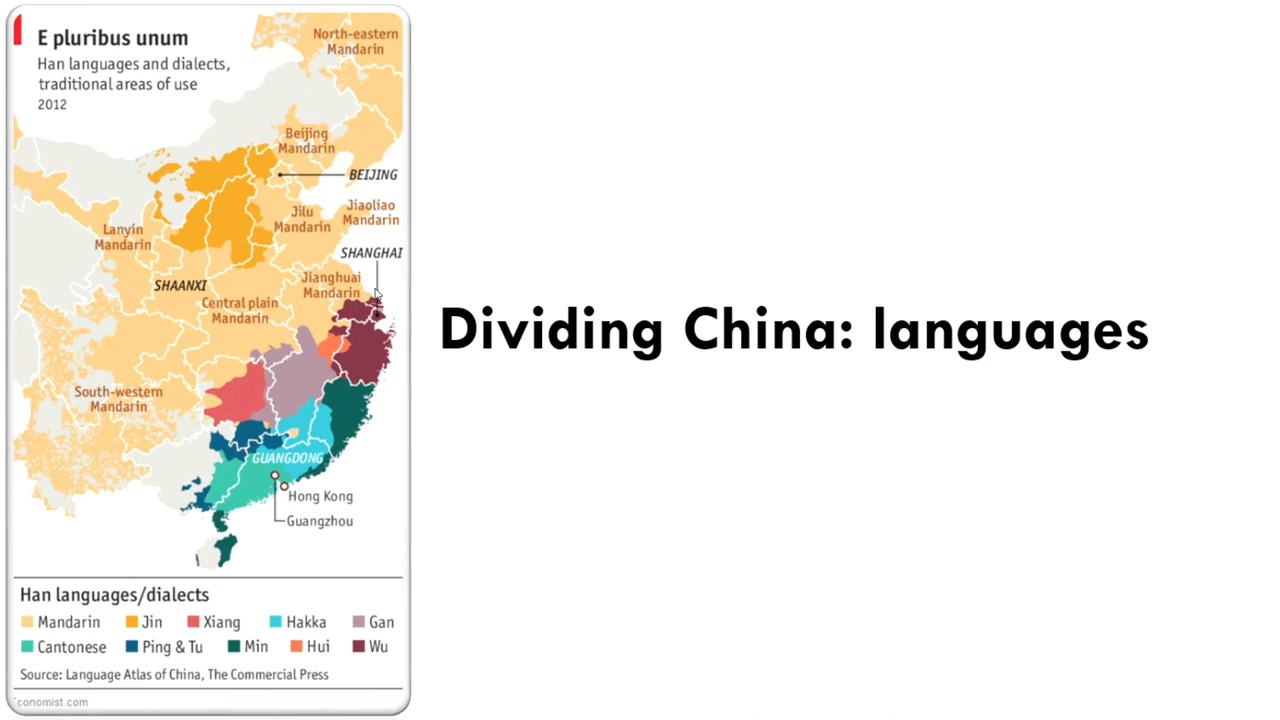 E pluribus unum
Han languages and dialects,
traditional areas of use
2012
North-eastern
Mandarin
Beijing
Mandarin
BEIJING
Jilu
Mandarin
Jiaoliao
Mandarin
Lanyin
Mandarin
SHANGHAI
SHAANXI
Jianghuai
Mandarin
Central plain
Mandarin
South-western
Mandarin
GUANGDONG
Hong Kong
Guangzhou
Han languages/dialects
Mandarin Jin Xiang Hakka Gan
Cantonese Ping & Tu Min Hui Wu
Source: Language Atlas of China, The Commercial Press
conomist.com
Dividing China: languages